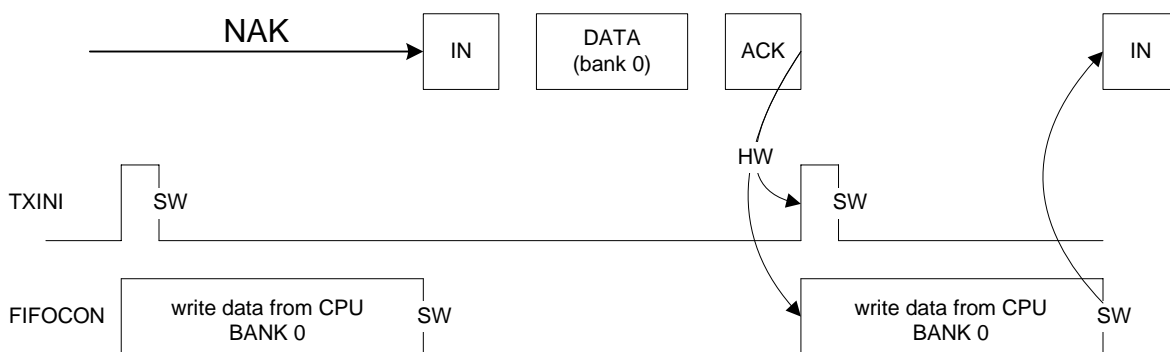 NAK
IN
DATA
(bank 0)
ACK
IN
HW
TXINI
SW
SW
FIFOCON
write data from CPU
BANK 0
SW
write data from CPU
BANK 0
SW